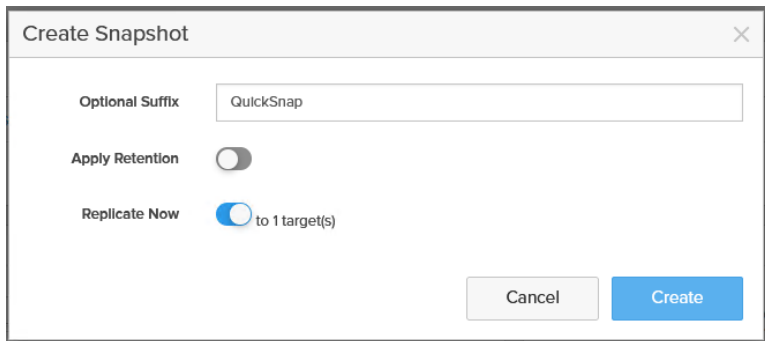 Create Snapshot
Optional Suffix QuickSnap
Apply Retention
Replicate Now to 1 target(s)
Cancel Create